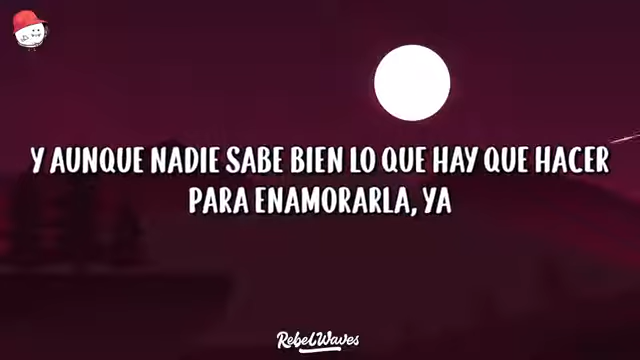 Y AUNQUE NADIE SABE BIEN LO QUE HAY QUE HACER
PARA ENAMORARLA, YA
RebelWaves